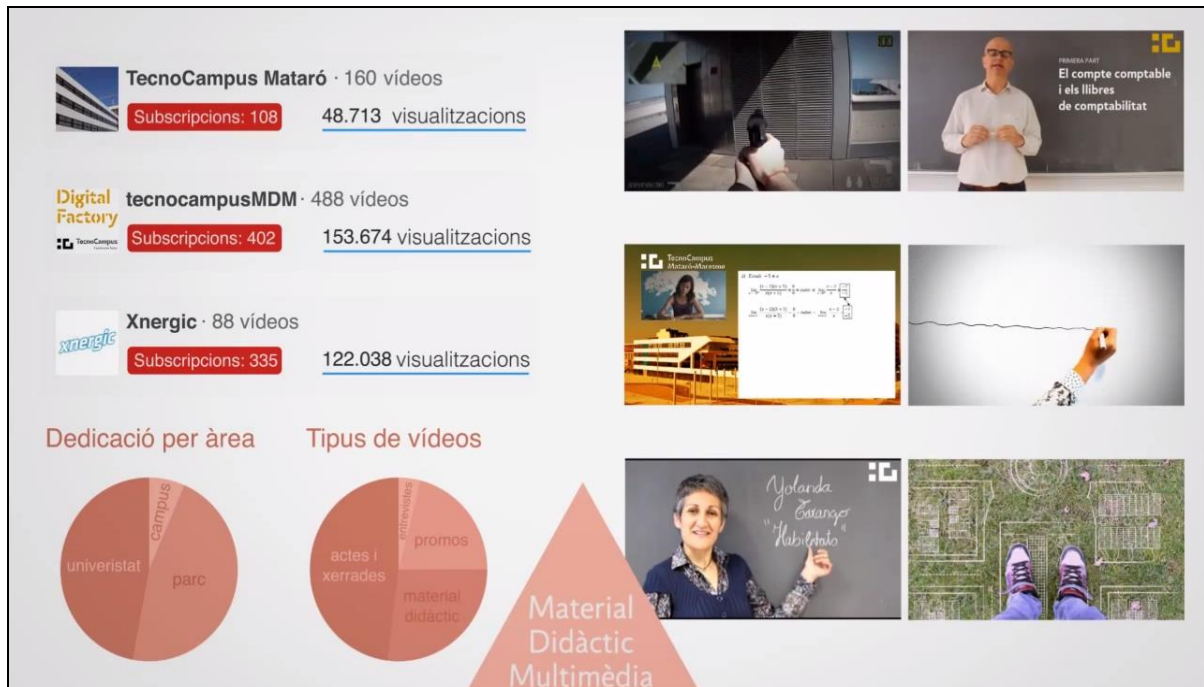 TecnoCampus Mataró · 160 vídeos
Subscripcions: 108
48.713 visualitzacions
Digital
Factory
TecnoCampus
tecnocampusMDM · 488 vídeos
Subscripcions: 402
153.674 visualitzacions
xnergic
Xnergic · 88 vídeos
Subscripcions: 335
122.038 visualitzacions
Dedicació per àrea
campus
univeristat
parc
Tipus de vídeos
entrevistes
promos
actes i
xerrades
material
didàctic
Material
Didàctic
Multimèdia
PRIMERA PART
El compte comptable
i els llibres
de comptabilitat
TecnoCampus
Mataró-Maresme
Yolanda
"Habilitats"